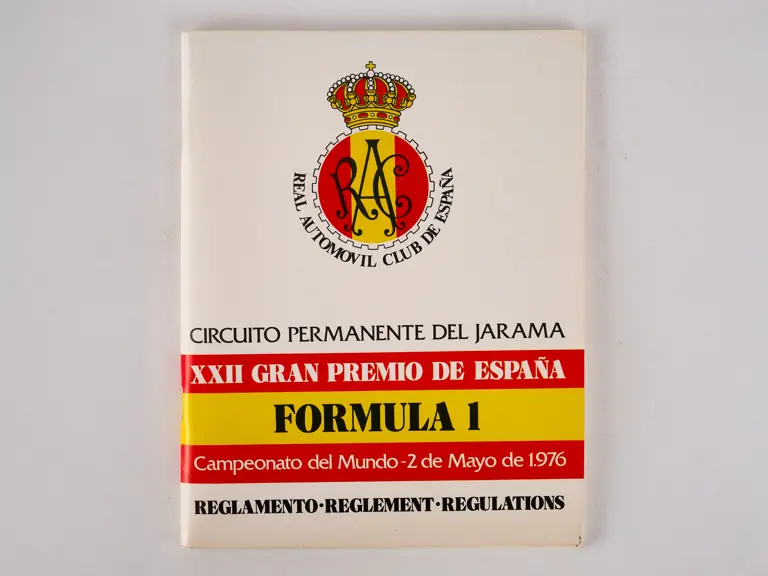 RAC
REAL AUTOMOVIL CLUB DE ESPAÑA
CIRCUITO PERMANENTE DEL JARAMA
XXII GRAN PREMIO DE ESPAÑA
FORMULA 1
Campeonato del Mundo-2 de Mayo de 1.976
REGLAMENTO·REGLEMENT·REGULATIONS